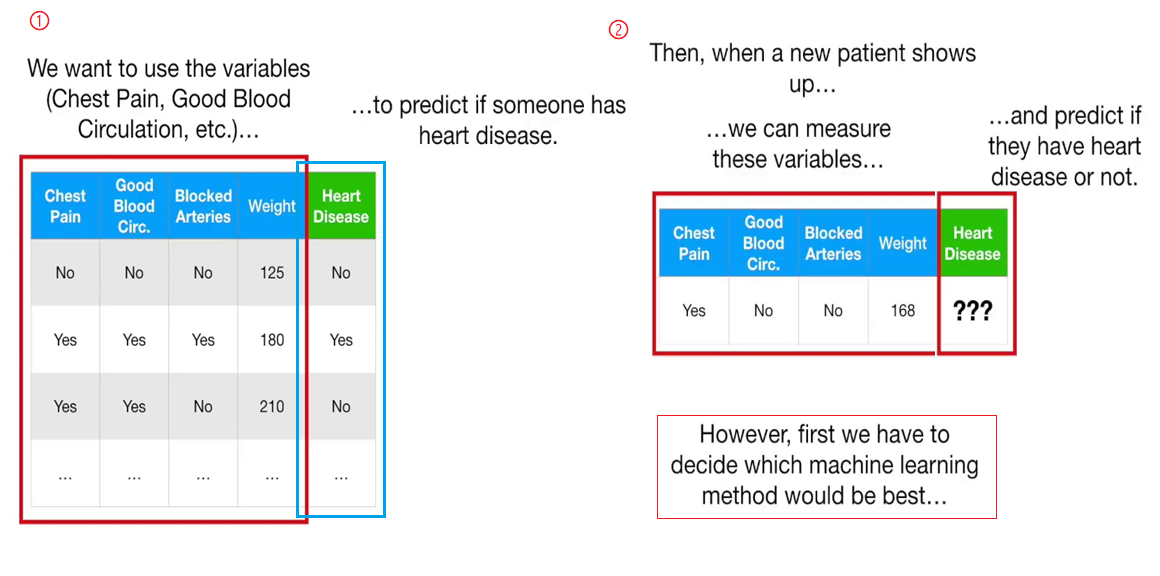 ①
We want to use the variables
(Chest Pain, Good Blood
Circulation, etc.)…
…to predict if someone has
heart disease.
Chest Pain Good Blood Circ. Blocked Arteries Weight Heart Disease
No No No 125 No
Yes Yes Yes 180 Yes
Yes Yes No 210 No
… … … … …
②
Then, when a new patient shows
up…
…we can measure
these variables…
…and predict if
they have heart
disease or not.
Chest Pain Good Blood Circ. Blocked Arteries Weight Heart Disease
Yes No No 168 ???
However, first we have to
decide which machine learning
method would be best…